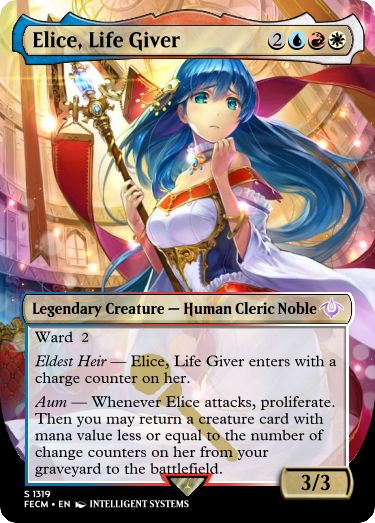 Elice, Life Giver 2
Legendary Creature — Human Cleric Noble
Ward 2
Eldest Heir — Elice, Life Giver enters with a
charge counter on her.
Aum — Whenever Elice attacks, proliferate.
Then you may return a creature card with
mana value less or equal to the number of
change counters on her from your
graveyard to the battlefield.
3/3
S 1319
FECM • EN INTELLIGENT SYSTEMS